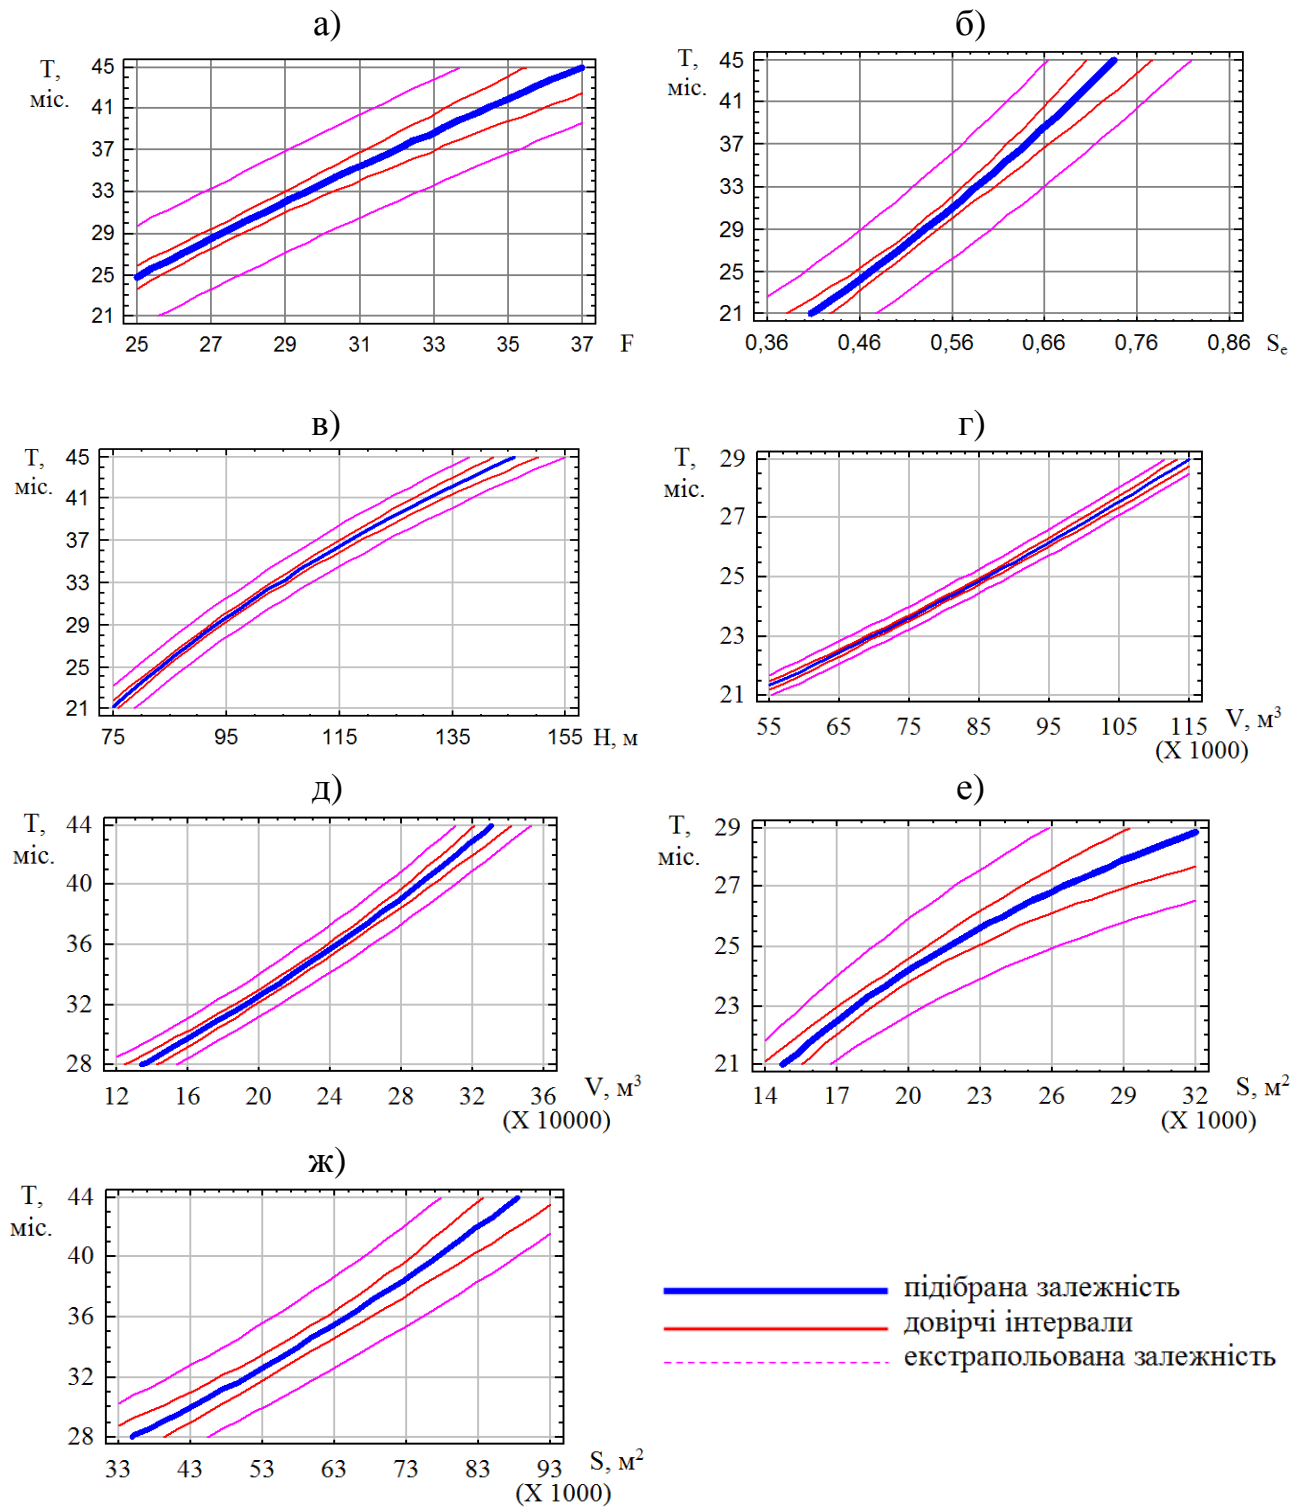 а)
Т,
міс.
45
41
37
33
29
25
21
25 27 29 31 33 35 37 F
б)
Т,
міс.
45
41
37
33
29
25
21
0,36 0,46 0,56 0,66 0,76 0,86 Sₑ
в)
Т,
міс.
45
41
37
33
29
25
21
75 95 115 135 155 Н, м
г)
Т,
міс.
29
27
25
23
21
55 65 75 85 95 105 115 V, м³
(Х 1000)
д)
Т,
міс.
44
40
36
32
28
12 16 20 24 28 32 36 V, м³
(Х 10000)
е)
Т,
міс.
29
27
25
23
21
14 17 20 23 26 29 32 S, м²
(Х 1000)
ж)
Т,
міс.
44
40
36
32
28
33 43 53 63 73 83 93 S, м²
(Х 1000)
підібрана залежність
довірчі інтервали
екстрапольована залежність